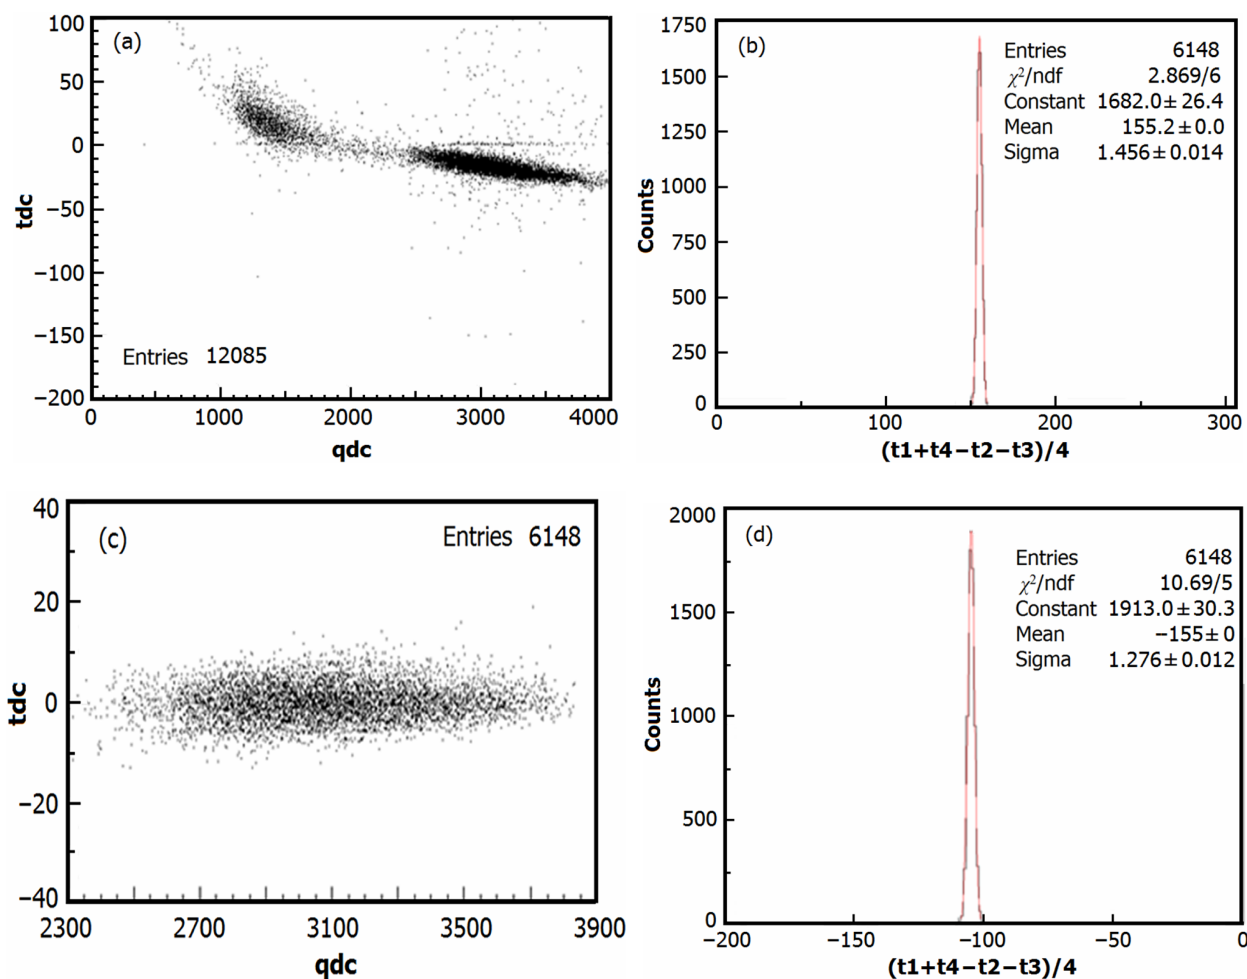 (a)
100
50
0
−50
−100
−150
−200
tdc
Entries 12085
0 1000 2000 3000 4000
qdc
(b)
1750
1500
1250
1000
750
500
250
0
Counts
Entries 6148
χ²/ndf 2.869/6
Constant 1682.0±26.4
Mean 155.2±0.0
Sigma 1.456±0.014
0 100 200 300
(t1+t4−t2−t3)/4
(c)
Entries 6148
40
20
0
−20
−40
tdc
2300 2700 3100 3500 3900
qdc
(d)
2000
1500
1000
500
0
Counts
Entries 6148
χ²/ndf 10.69/5
Constant 1913.0±30.3
Mean −155±0
Sigma 1.276±0.012
−200 −150 −100 −50 0
(t1+t4−t2−t3)/4